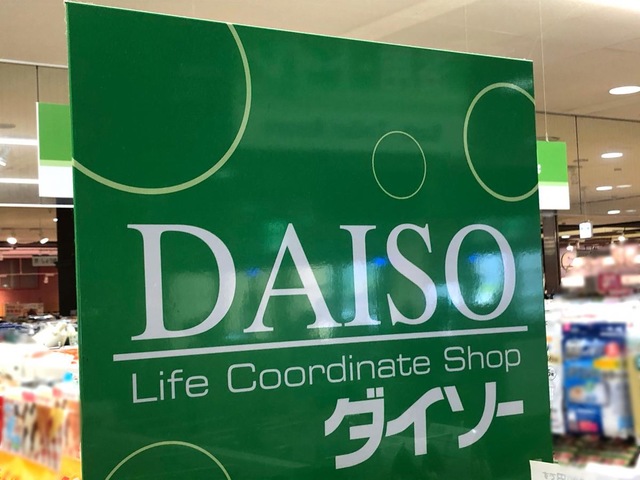 DAISO
Life Coordinate Shop
ダイソー